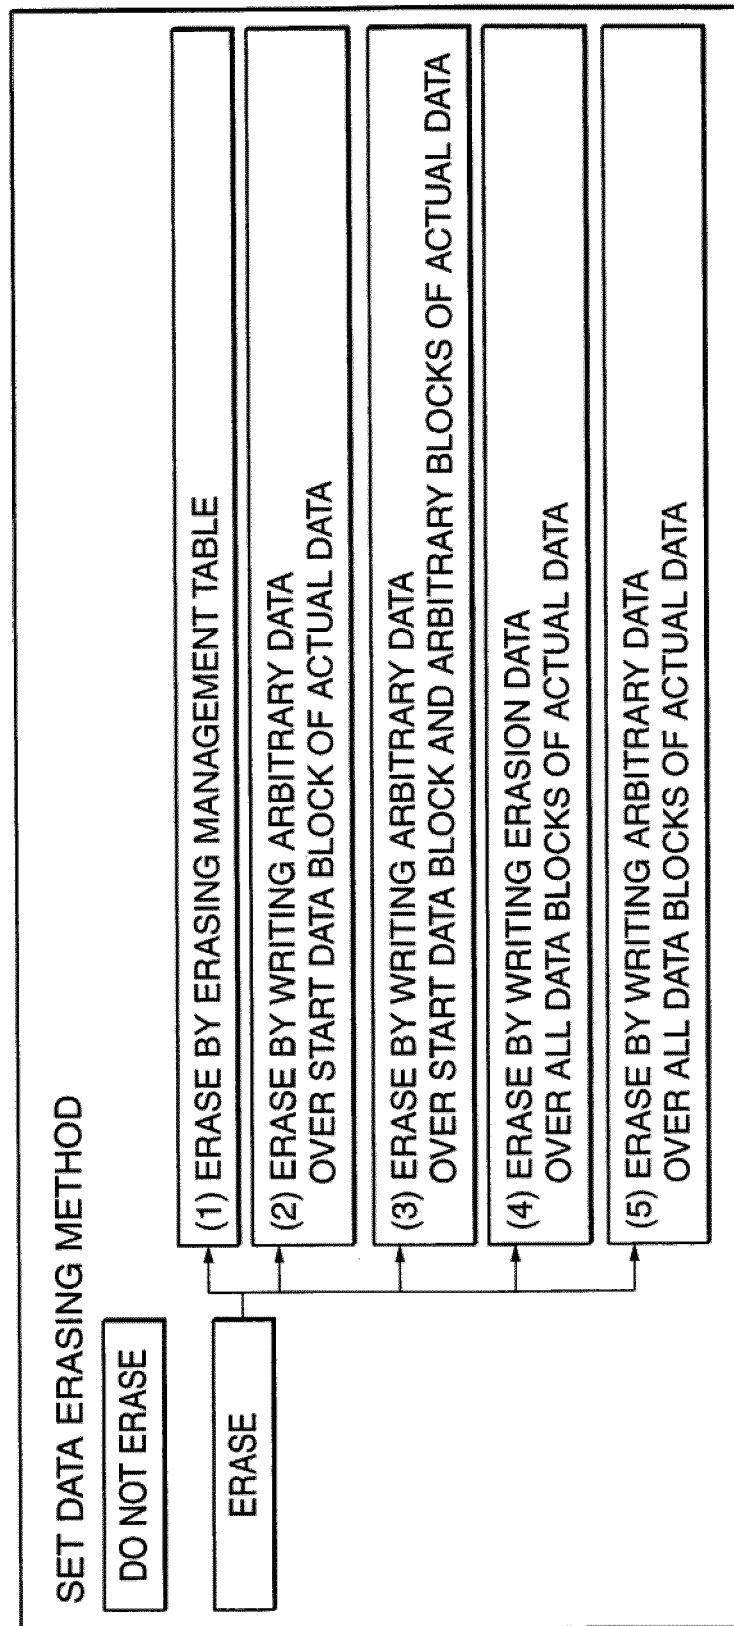 SET DATA ERASING METHOD
DO NOT ERASE
ERASE
(1) ERASE BY ERASING MANAGEMENT TABLE
(2) ERASE BY WRITING ARBITRARY DATA
OVER START DATA BLOCK OF ACTUAL DATA
(3) ERASE BY WRITING ARBITRARY DATA
OVER START DATA BLOCK AND ARBITRARY BLOCKS OF ACTUAL DATA
(4) ERASE BY WRITING ERASION DATA
OVER ALL DATA BLOCKS OF ACTUAL DATA
(5) ERASE BY WRITING ARBITRARY DATA
OVER ALL DATA BLOCKS OF ACTUAL DATA